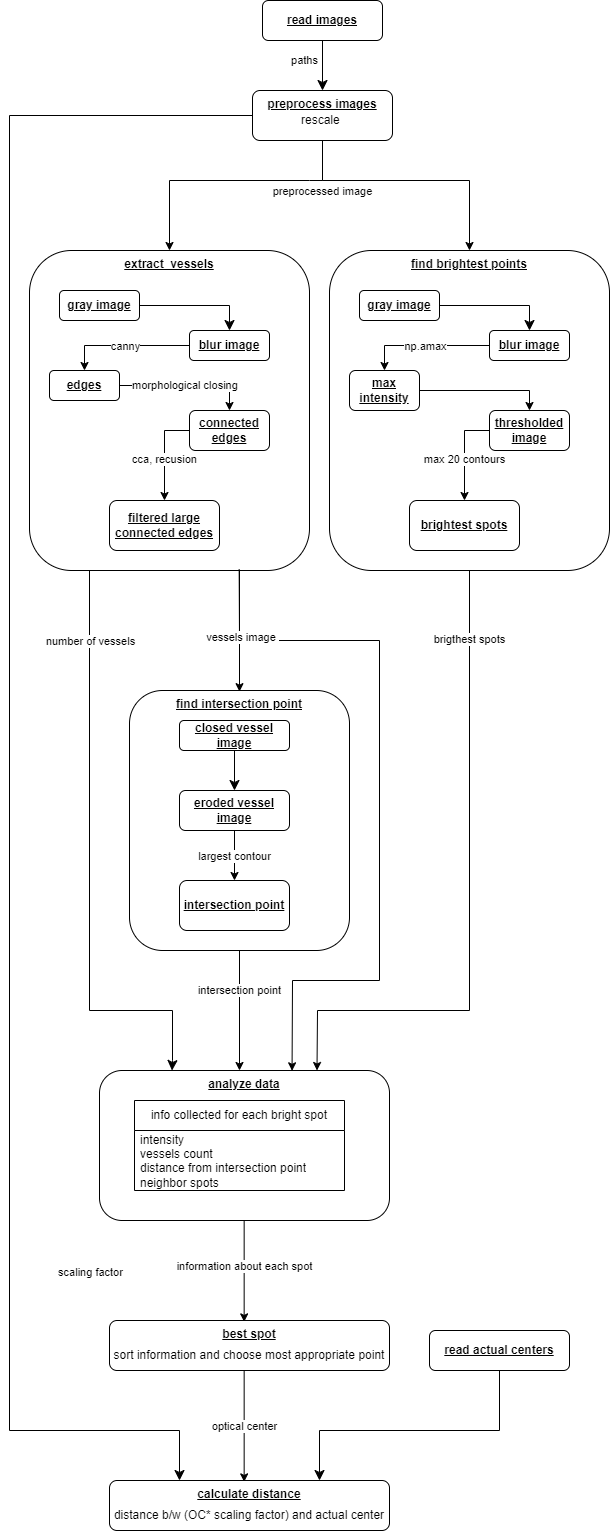 read images
paths
preprocess images
rescale
preprocessed image
extract vessels
gray image
blur image
canny
edges
morphological closing
connected
edges
cca, recusion
filtered large
connected edges
find brightest points
gray image
blur image
np.amax
max
intensity
thresholded
image
max 20 contours
brightest spots
number of vessels
vessels image
brigthest spots
find intersection point
closed vessel
image
eroded vessel
image
largest contour
intersection point
intersection point
analyze data
info collected for each bright spot
intensity
vessels count
distance from intersection point
neighbor spots
scaling factor
information about each spot
best spot
sort information and choose most appropriate point
read actual centers
optical center
calculate distance
distance b/w (OC* scaling factor) and actual center